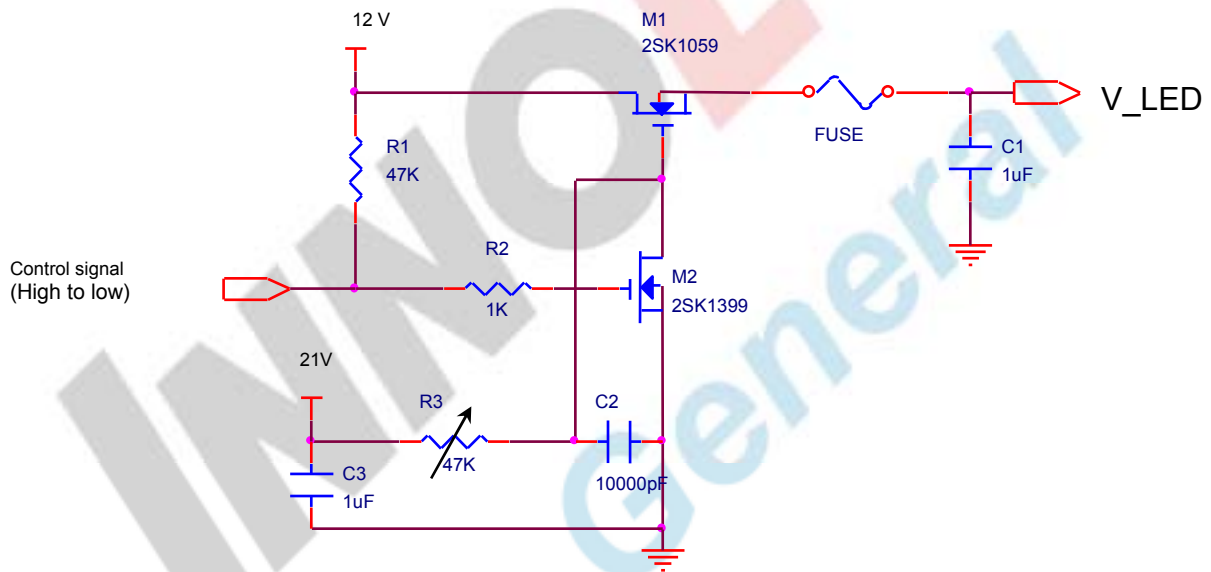 12 V
M1
2SK1059
V_LED
FUSE
R1
47K
C1
1uF
R2
1K
M2
2SK1399
Control signal
(High to low)
21V
R3
47K
C2
10000pF
C3
1uF
General